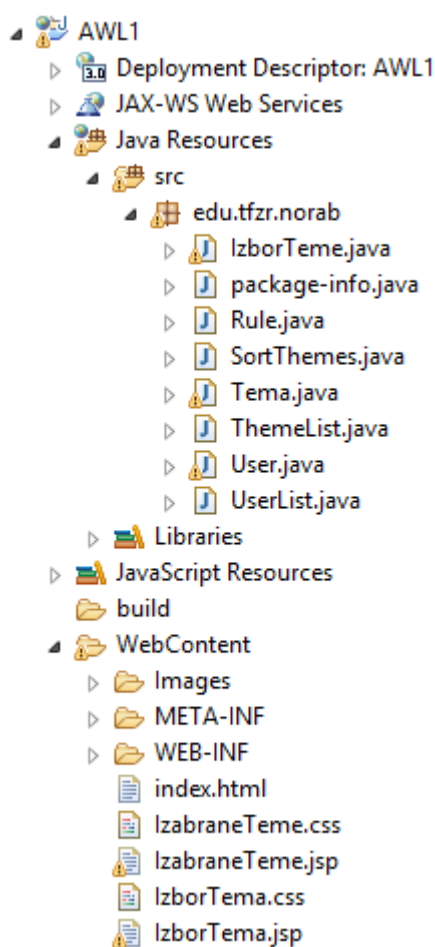 AWL1
3.0 Deployment Descriptor: AWL1
JAX-WS Web Services
Java Resources
src
edu.tfzr.norab
J IzborTeme.java
J package-info.java
J Rule.java
J SortThemes.java
J Tema.java
J ThemeList.java
J User.java
J UserList.java
Libraries
JavaScript Resources
build
WebContent
Images
META-INF
WEB-INF
index.html
IzabraneTeme.css
IzabraneTeme.jsp
IzborTema.css
IzborTema.jsp